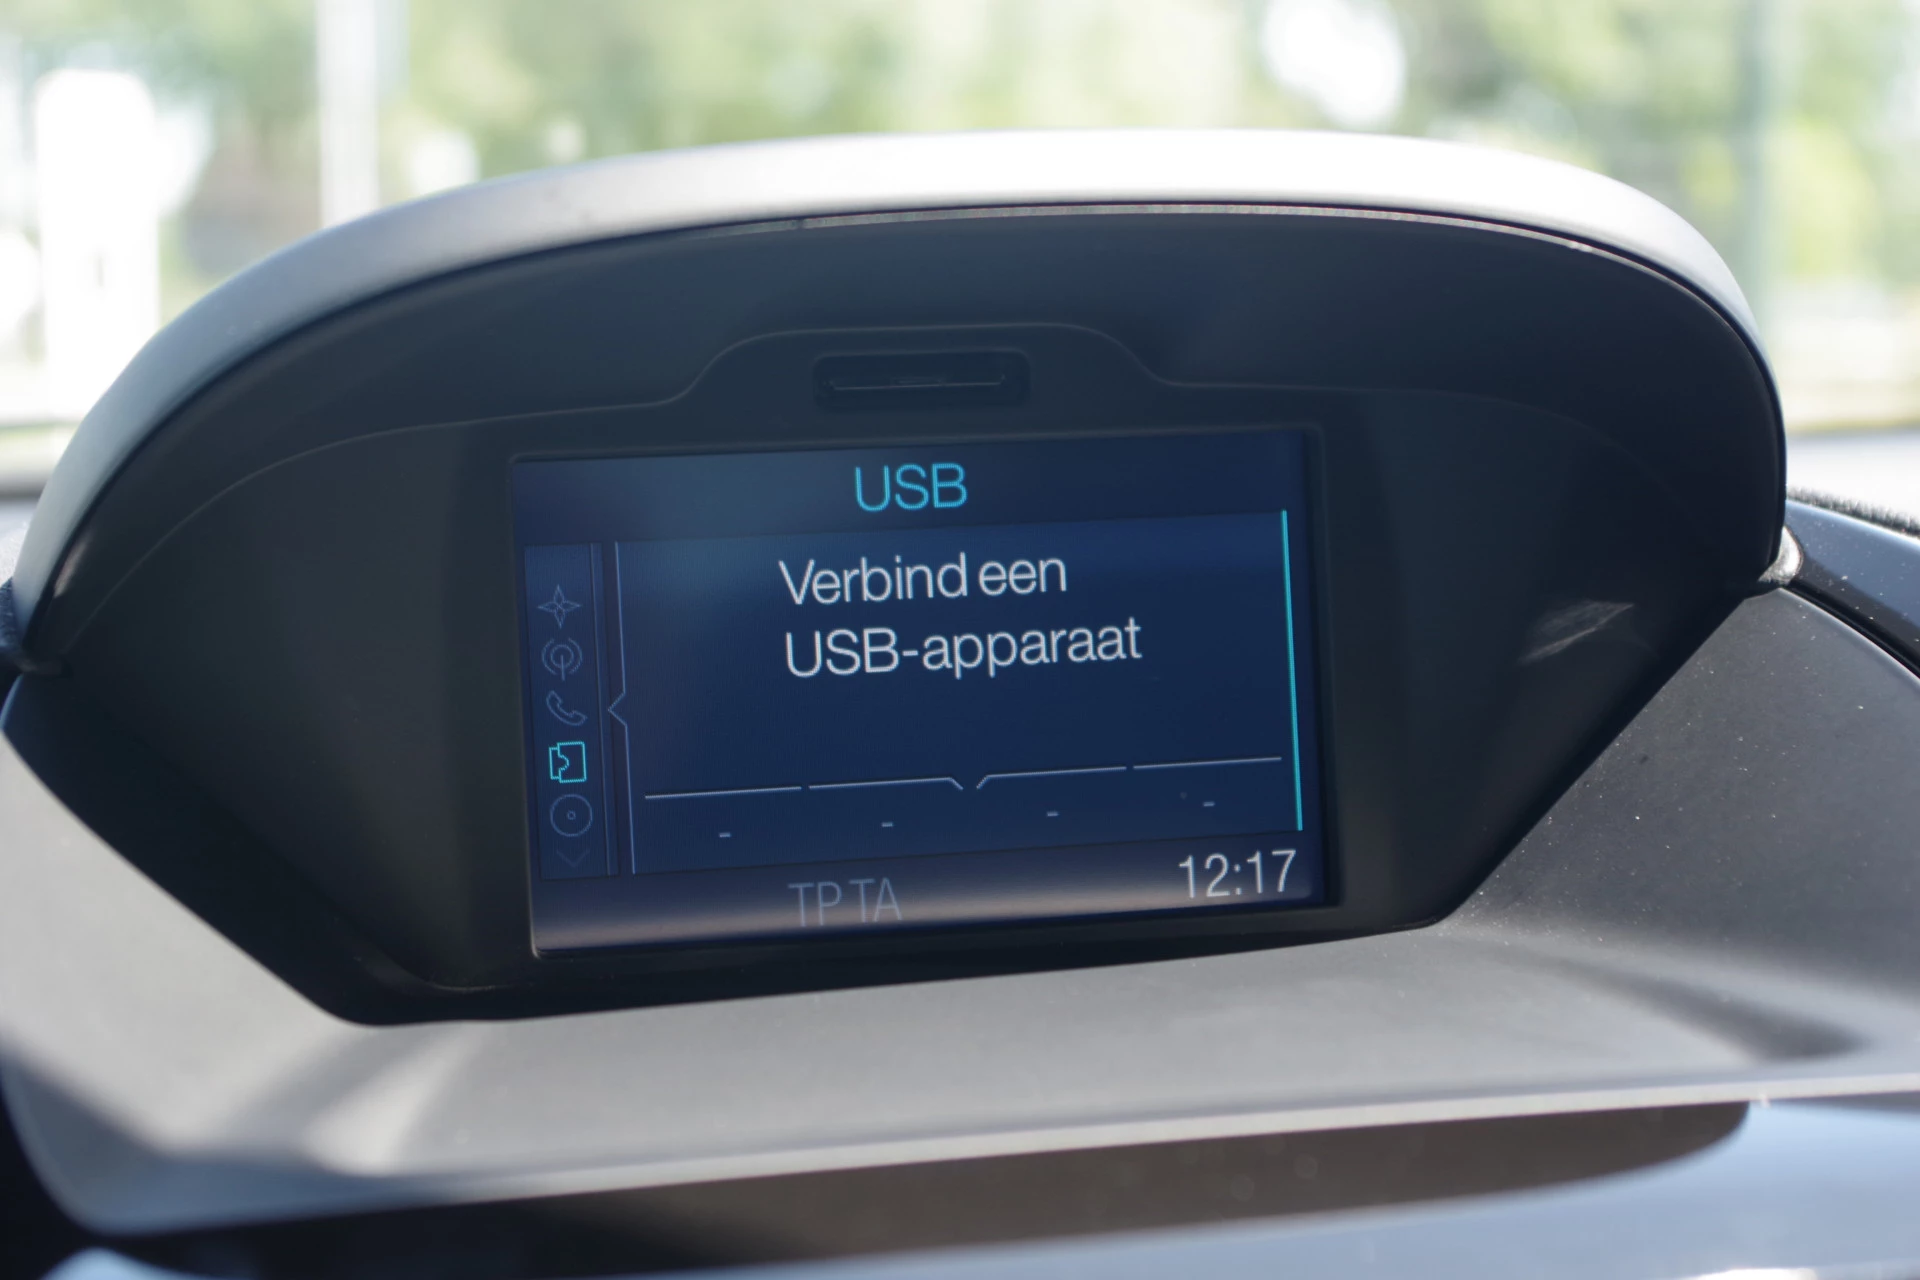 USB
Verbind een
USB-apparaat
- - - -
TP TA 12:17